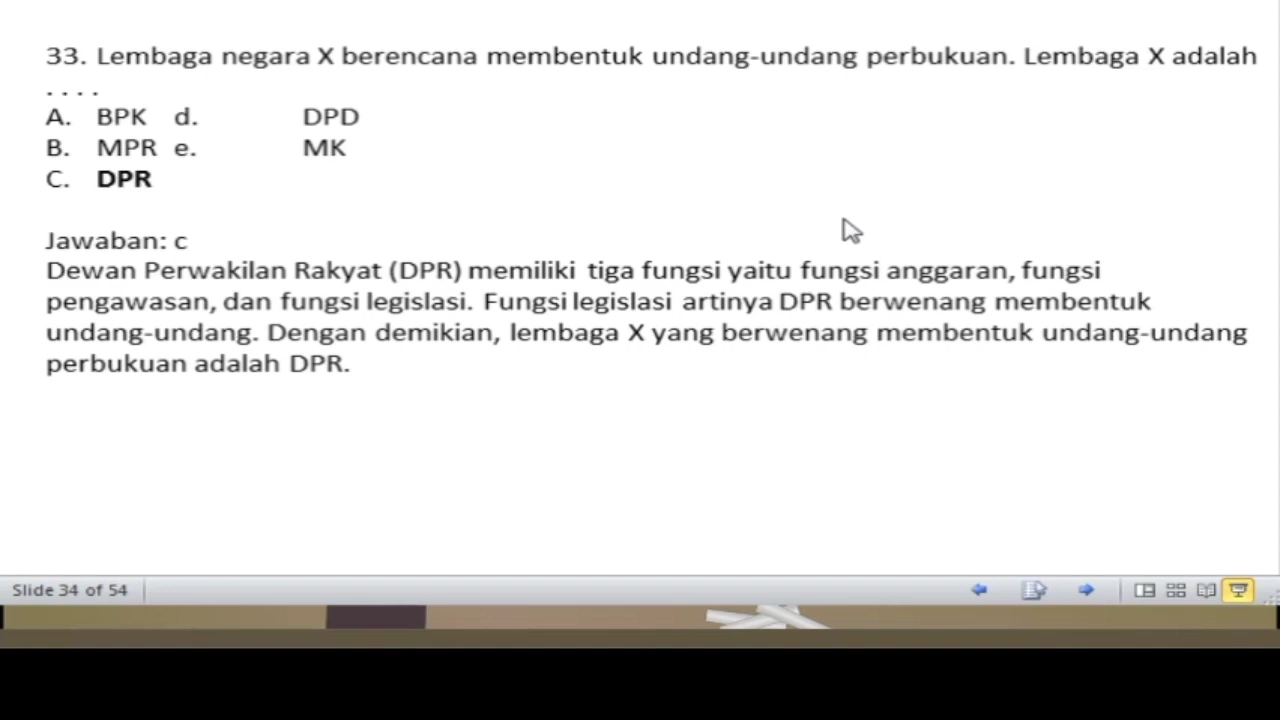 33. Lembaga negara X berencana membentuk undang-undang perbukuan. Lembaga X adalah
. . . .
A. BPK d. DPD
B. MPR e. MK
C. DPR
Jawaban: c
Dewan Perwakilan Rakyat (DPR) memiliki tiga fungsi yaitu fungsi anggaran, fungsi
pengawasan, dan fungsi legislasi. Fungsi legislasi artinya DPR berwenang membentuk
undang-undang. Dengan demikian, lembaga X yang berwenang membentuk undang-undang
perbukuan adalah DPR.
Slide 34 of 54